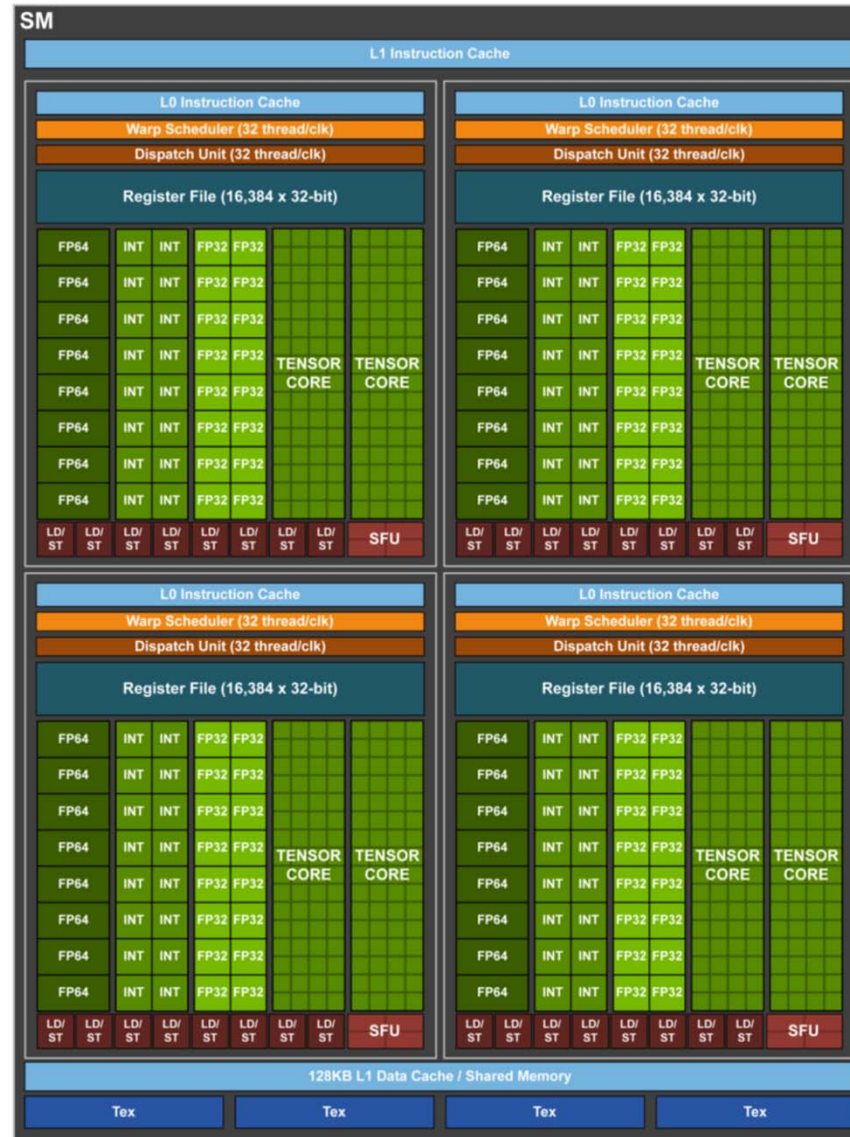 SM
L1 Instruction Cache
L0 Instruction Cache
Warp Scheduler (32 thread/clk)
Dispatch Unit (32 thread/clk)
Register File (16,384 x 32-bit)
FP64 INT INT FP32 FP32
FP64 INT INT FP32 FP32
FP64 INT INT FP32 FP32
FP64 INT INT FP32 FP32
TENSOR CORE TENSOR CORE
FP64 INT INT FP32 FP32
FP64 INT INT FP32 FP32
FP64 INT INT FP32 FP32
FP64 INT INT FP32 FP32
LD/ST LD/ST LD/ST LD/ST LD/ST LD/ST LD/ST LD/ST SFU
L0 Instruction Cache
Warp Scheduler (32 thread/clk)
Dispatch Unit (32 thread/clk)
Register File (16,384 x 32-bit)
FP64 INT INT FP32 FP32
FP64 INT INT FP32 FP32
FP64 INT INT FP32 FP32
FP64 INT INT FP32 FP32
TENSOR CORE TENSOR CORE
FP64 INT INT FP32 FP32
FP64 INT INT FP32 FP32
FP64 INT INT FP32 FP32
FP64 INT INT FP32 FP32
LD/ST LD/ST LD/ST LD/ST LD/ST LD/ST LD/ST LD/ST SFU
L0 Instruction Cache
Warp Scheduler (32 thread/clk)
Dispatch Unit (32 thread/clk)
Register File (16,384 x 32-bit)
FP64 INT INT FP32 FP32
FP64 INT INT FP32 FP32
FP64 INT INT FP32 FP32
FP64 INT INT FP32 FP32
TENSOR CORE TENSOR CORE
FP64 INT INT FP32 FP32
FP64 INT INT FP32 FP32
FP64 INT INT FP32 FP32
FP64 INT INT FP32 FP32
LD/ST LD/ST LD/ST LD/ST LD/ST LD/ST LD/ST LD/ST SFU
L0 Instruction Cache
Warp Scheduler (32 thread/clk)
Dispatch Unit (32 thread/clk)
Register File (16,384 x 32-bit)
FP64 INT INT FP32 FP32
FP64 INT INT FP32 FP32
FP64 INT INT FP32 FP32
FP64 INT INT FP32 FP32
TENSOR CORE TENSOR CORE
FP64 INT INT FP32 FP32
FP64 INT INT FP32 FP32
FP64 INT INT FP32 FP32
FP64 INT INT FP32 FP32
LD/ST LD/ST LD/ST LD/ST LD/ST LD/ST LD/ST LD/ST SFU
128KB L1 Data Cache / Shared Memory
Tex Tex Tex Tex